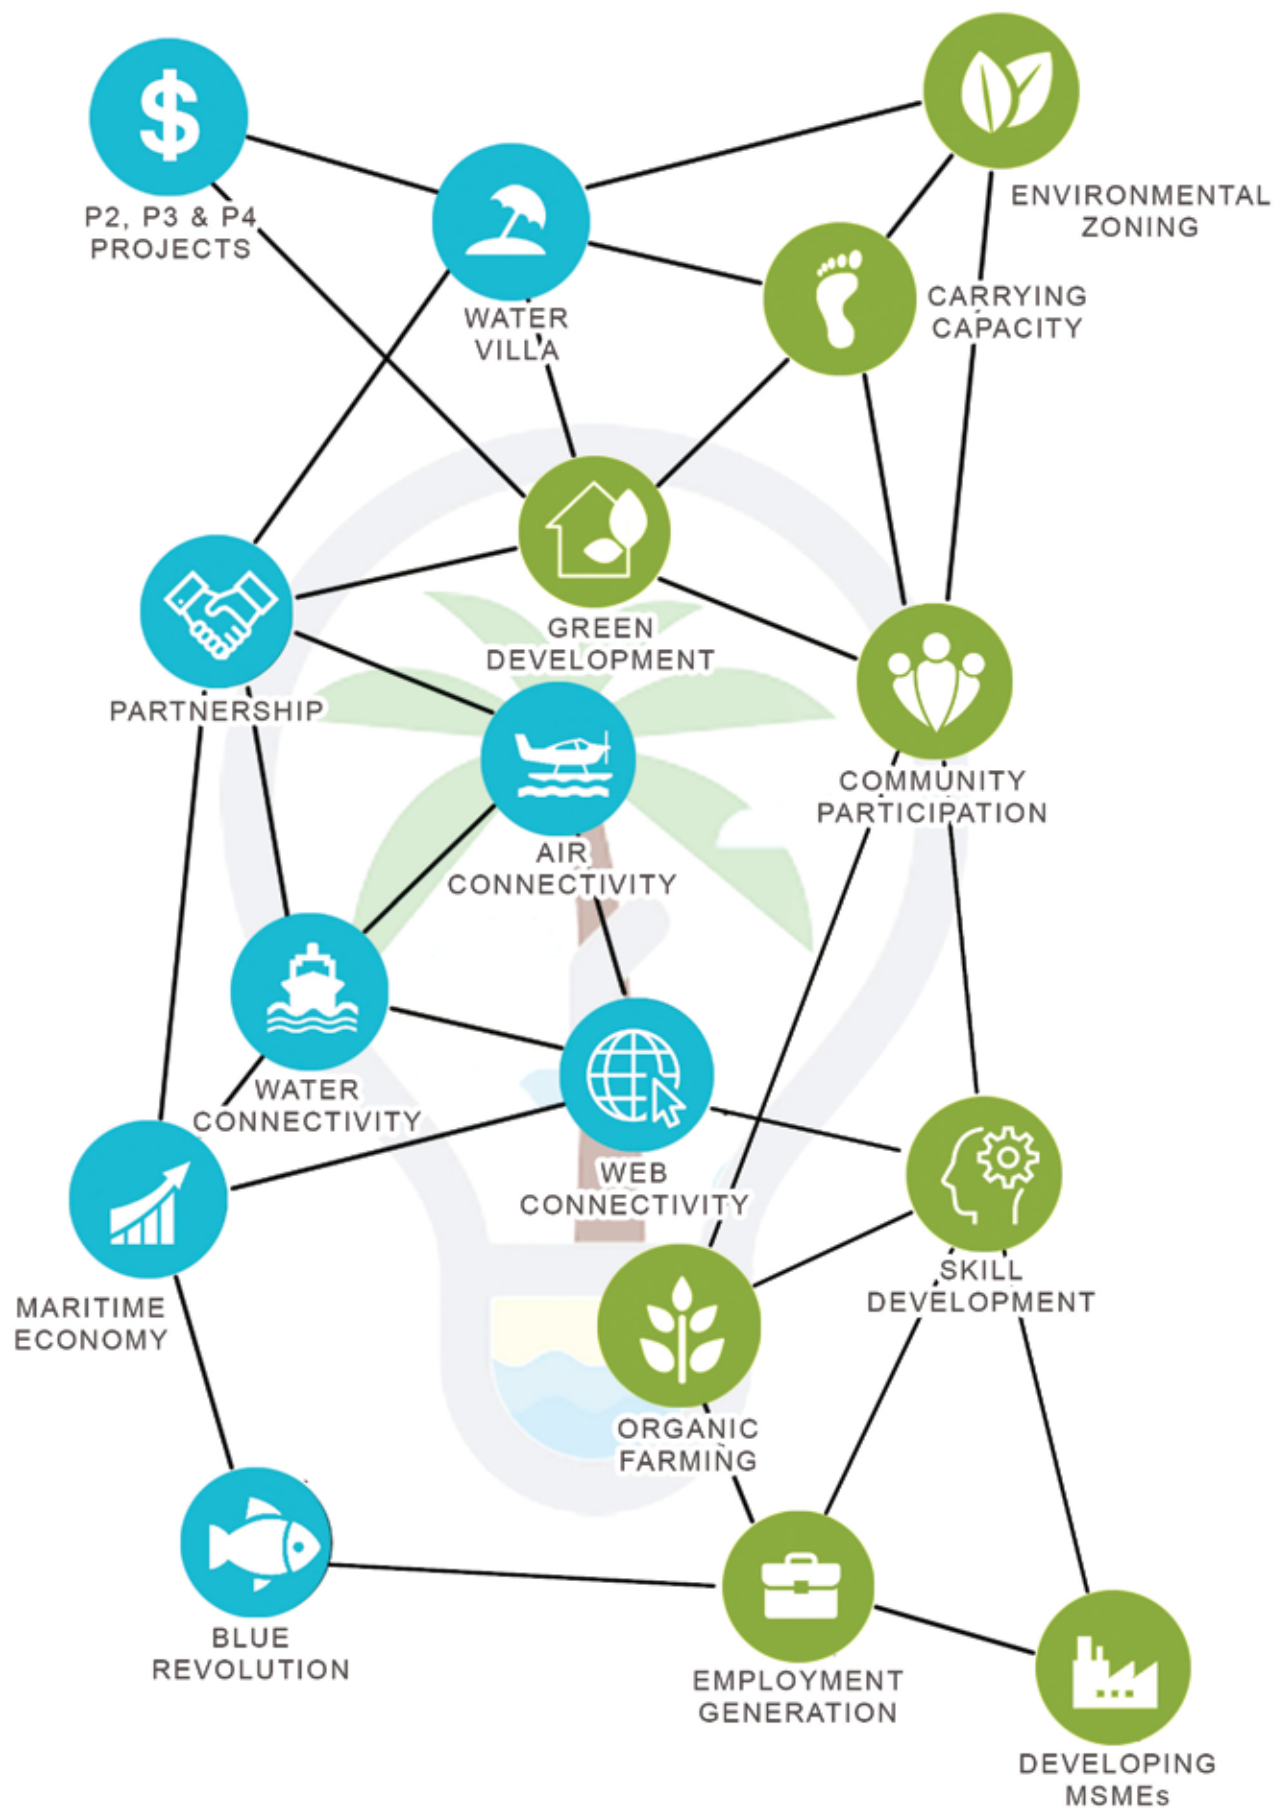 P2, P3 & P4
PROJECTS
ENVIRONMENTAL
ZONING
CARRYING
CAPACITY
WATER
VILLA
GREEN
DEVELOPMENT
PARTNERSHIP
COMMUNITY
PARTICIPATION
AIR
CONNECTIVITY
WATER
CONNECTIVITY
WEB
CONNECTIVITY
SKILL
DEVELOPMENT
MARITIME
ECONOMY
ORGANIC
FARMING
BLUE
REVOLUTION
EMPLOYMENT
GENERATION
DEVELOPING
MSMEs